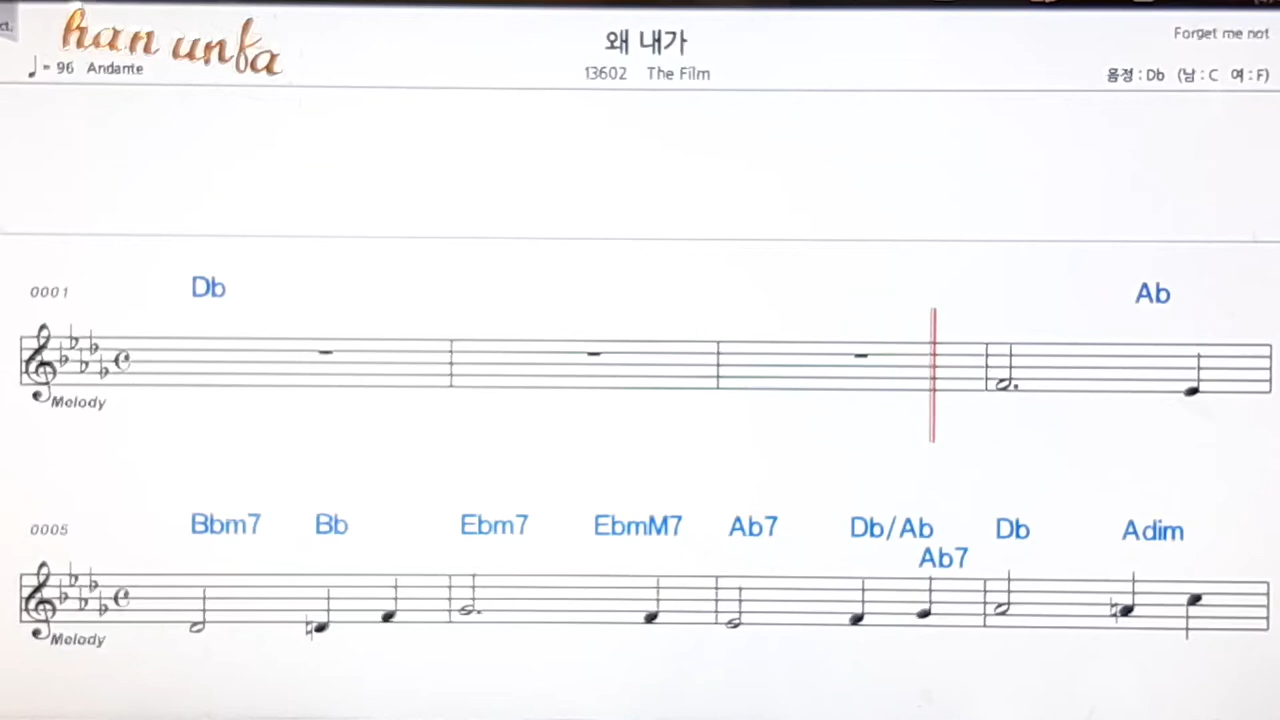 ct.
han unfa
♩= 96 Andante
왜 내가
13602 The Film
Forget me not
음정 : Db (남 : C 여 : F)
0001
Db
Ab
Melody
0005
Bbm7 Bb Ebm7 EbmM7 Ab7 Db/Ab Db Adim
Ab7
Melody